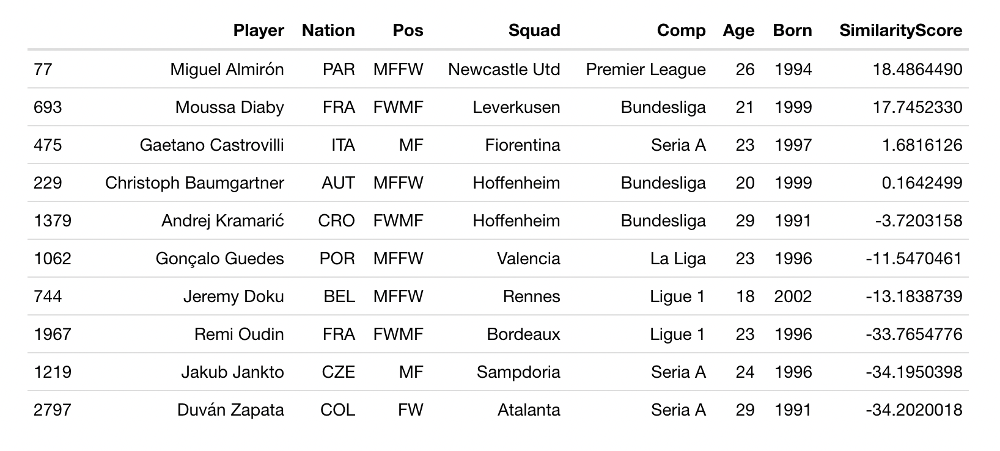 Player Nation Pos Squad Comp Age Born SimilarityScore
77 Miguel Almirón PAR MFFW Newcastle Utd Premier League 26 1994 18.4864490
693 Moussa Diaby FRA FWMF Leverkusen Bundesliga 21 1999 17.7452330
475 Gaetano Castrovilli ITA MF Fiorentina Seria A 23 1997 1.6816126
229 Christoph Baumgartner AUT MFFW Hoffenheim Bundesliga 20 1999 0.1642499
1379 Andrej Kramarić CRO FWMF Hoffenheim Bundesliga 29 1991 -3.7203158
1062 Gonçalo Guedes POR MFFW Valencia La Liga 23 1996 -11.5470461
744 Jeremy Doku BEL MFFW Rennes Ligue 1 18 2002 -13.1838739
1967 Remi Oudin FRA FWMF Bordeaux Ligue 1 23 1996 -33.7654776
1219 Jakub Jankto CZE MF Sampdoria Seria A 24 1996 -34.1950398
2797 Duván Zapata COL FW Atalanta Seria A 29 1991 -34.2020018